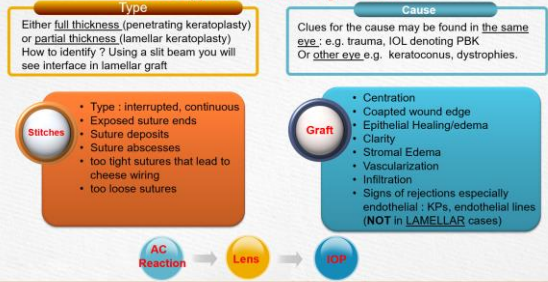 Type
Either full thickness (penetrating keratoplasty)
or partial thickness (lamellar keratoplasty)
How to identify ? Using a slit beam you will
see interface in lamellar graft
Cause
Clues for the cause may be found in the same
eye : e.g. trauma, IOL denoting PBK
Or other eye e.g. keratoconus, dystrophies.
Stitches
• Type : interrupted, continuous
• Exposed suture ends
• Suture deposits
• Suture abscesses
• too tight sutures that lead to
cheese wiring
• too loose sutures
Graft
• Centration
• Coapted wound edge
• Epithelial Healing/edema
• Clarity
• Stromal Edema
• Vascularization
• Infiltration
• Signs of rejections especially
endothelial : KPs, endothelial lines
(NOT in LAMELLAR cases)
AC
Reaction
Lens
IOP